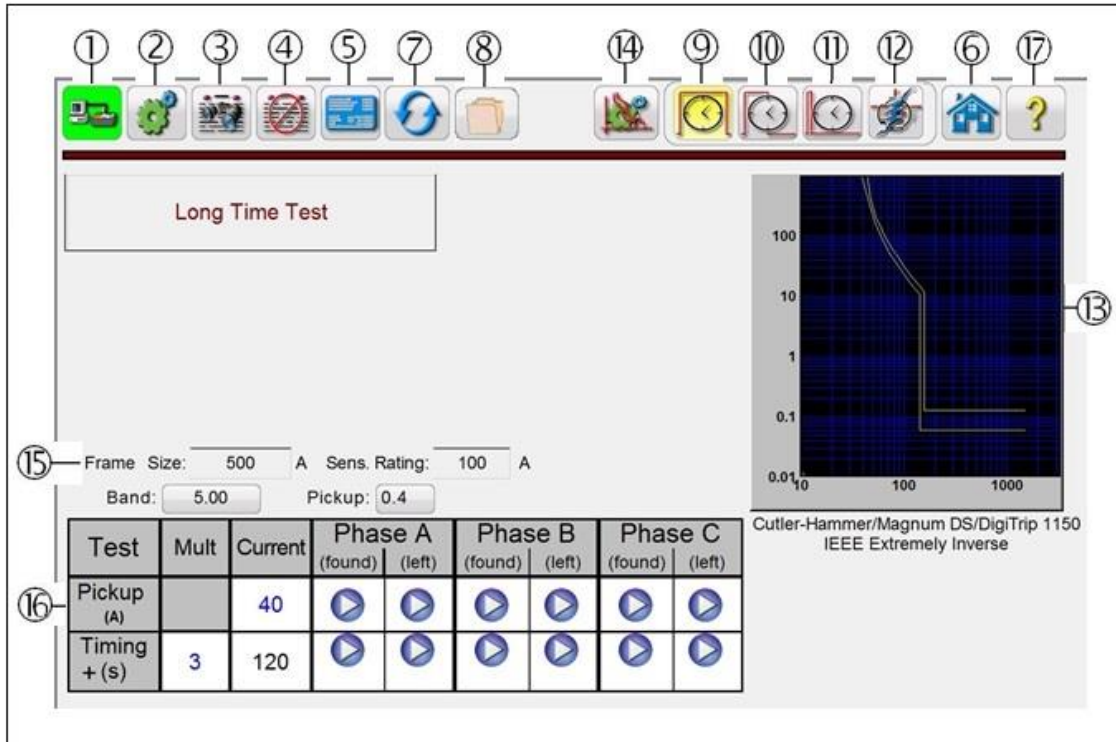 ① ② ③ ④ ⑤ ⑦ ⑧ ⑭ ⑨ ⑩ ⑪ ⑫ ⑥ ⑰
?
Long Time Test
100
10
1
0.1
0.01
10 100 1000
⑬
Cutler-Hammer/Magnum DS/DigiTrip 1150
IEEE Extremely Inverse
⑮ Frame Size: 500 A Sens. Rating: 100 A
Band: 5.00 Pickup: 0.4
Test Mult Current Phase A Phase B Phase C
(found) (left) (found) (left) (found) (left)
⑯ Pickup 40
(A)
Timing 3 120
+ (s)